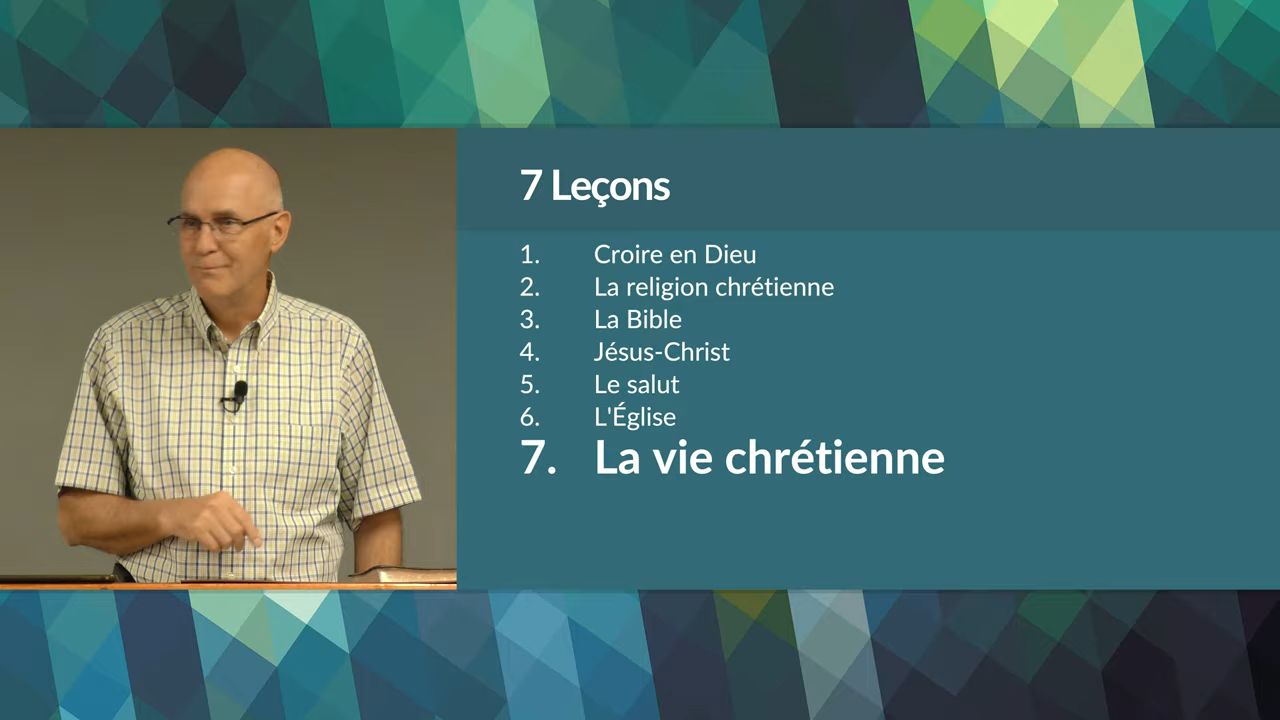 7 Leçons
1. Croire en Dieu
2. La religion chrétienne
3. La Bible
4. Jésus-Christ
5. Le salut
6. L'Église
7. La vie chrétienne